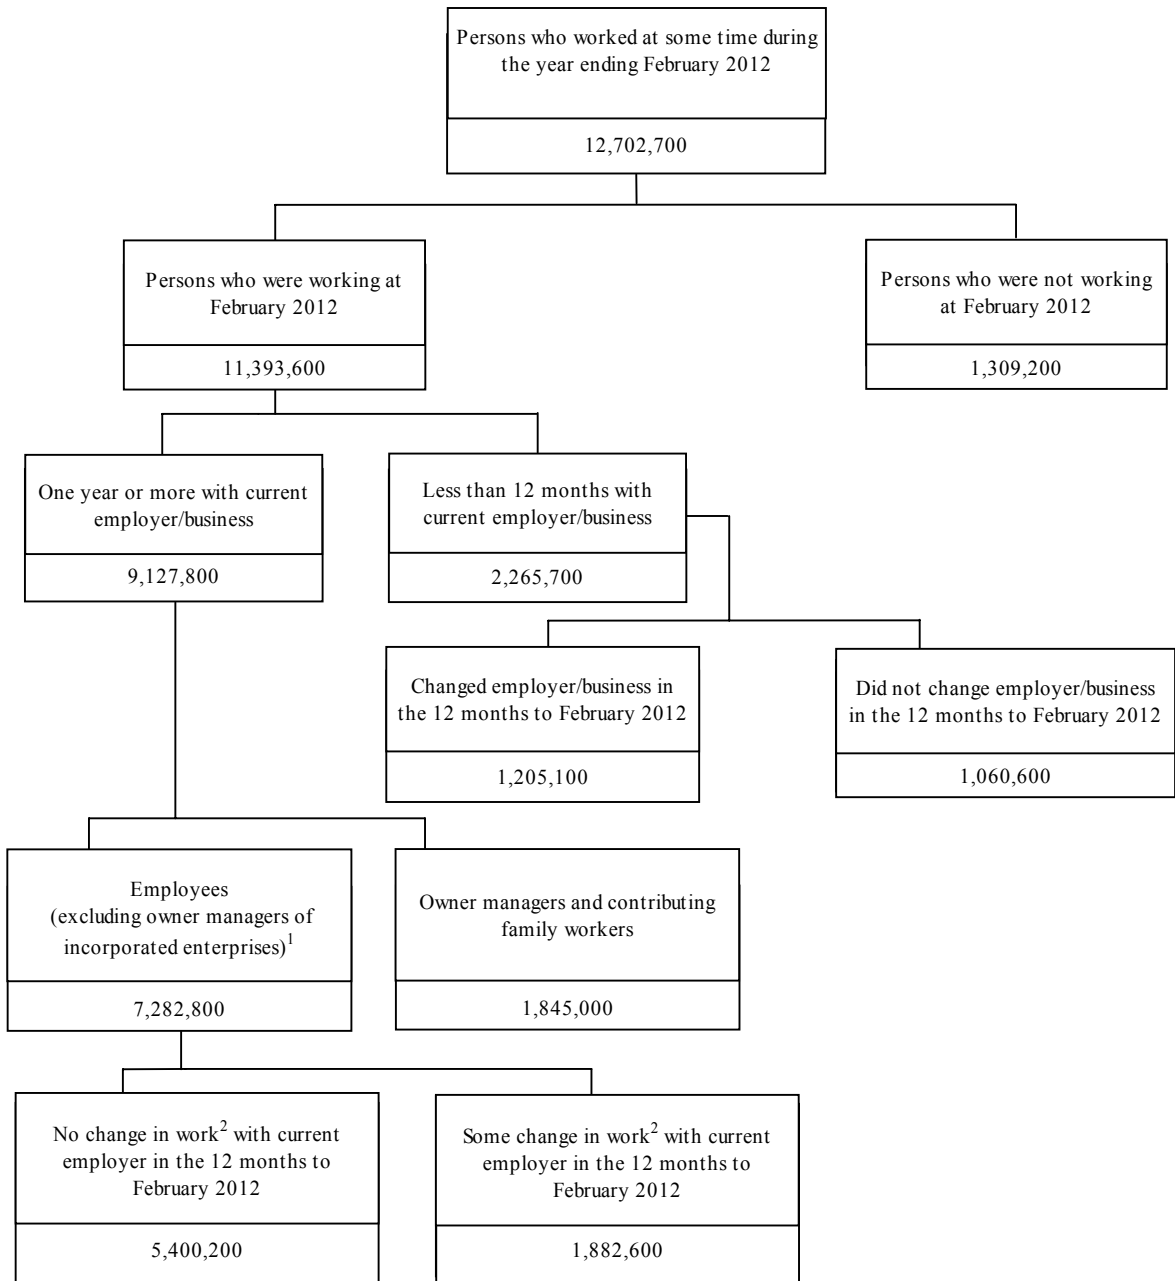 Persons who worked at some time during
the year ending February 2012
12,702,700
Persons who were working at
February 2012
11,393,600
Persons who were not working
at February 2012
1,309,200
One year or more with current
employer/business
9,127,800
Less than 12 months with
current employer/business
2,265,700
Changed employer/business in
the 12 months to February 2012
1,205,100
Did not change employer/business
in the 12 months to February 2012
1,060,600
Employees
(excluding owner managers of
incorporated enterprises)1
7,282,800
Owner managers and contributing
family workers
1,845,000
No change in work2 with current
employer in the 12 months to
February 2012
5,400,200
Some change in work2 with current
employer in the 12 months to
February 2012
1,882,600